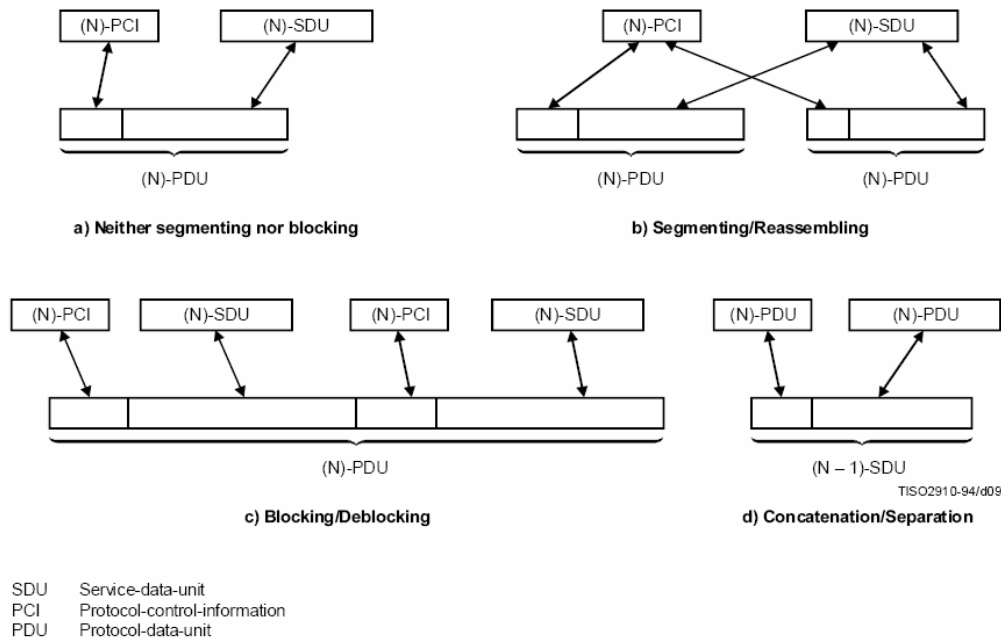 (N)-PCI
(N)-SDU
(N)-PDU
a) Neither segmenting nor blocking
(N)-PCI
(N)-SDU
(N)-PDU
(N)-PDU
b) Segmenting/Reassembling
(N)-PCI
(N)-SDU
(N)-PCI
(N)-SDU
(N)-PDU
c) Blocking/Deblocking
(N)-PDU
(N)-PDU
(N – 1)-SDU
TISO2910-94/d09
d) Concatenation/Separation
SDU Service-data-unit
PCI Protocol-control-information
PDU Protocol-data-unit